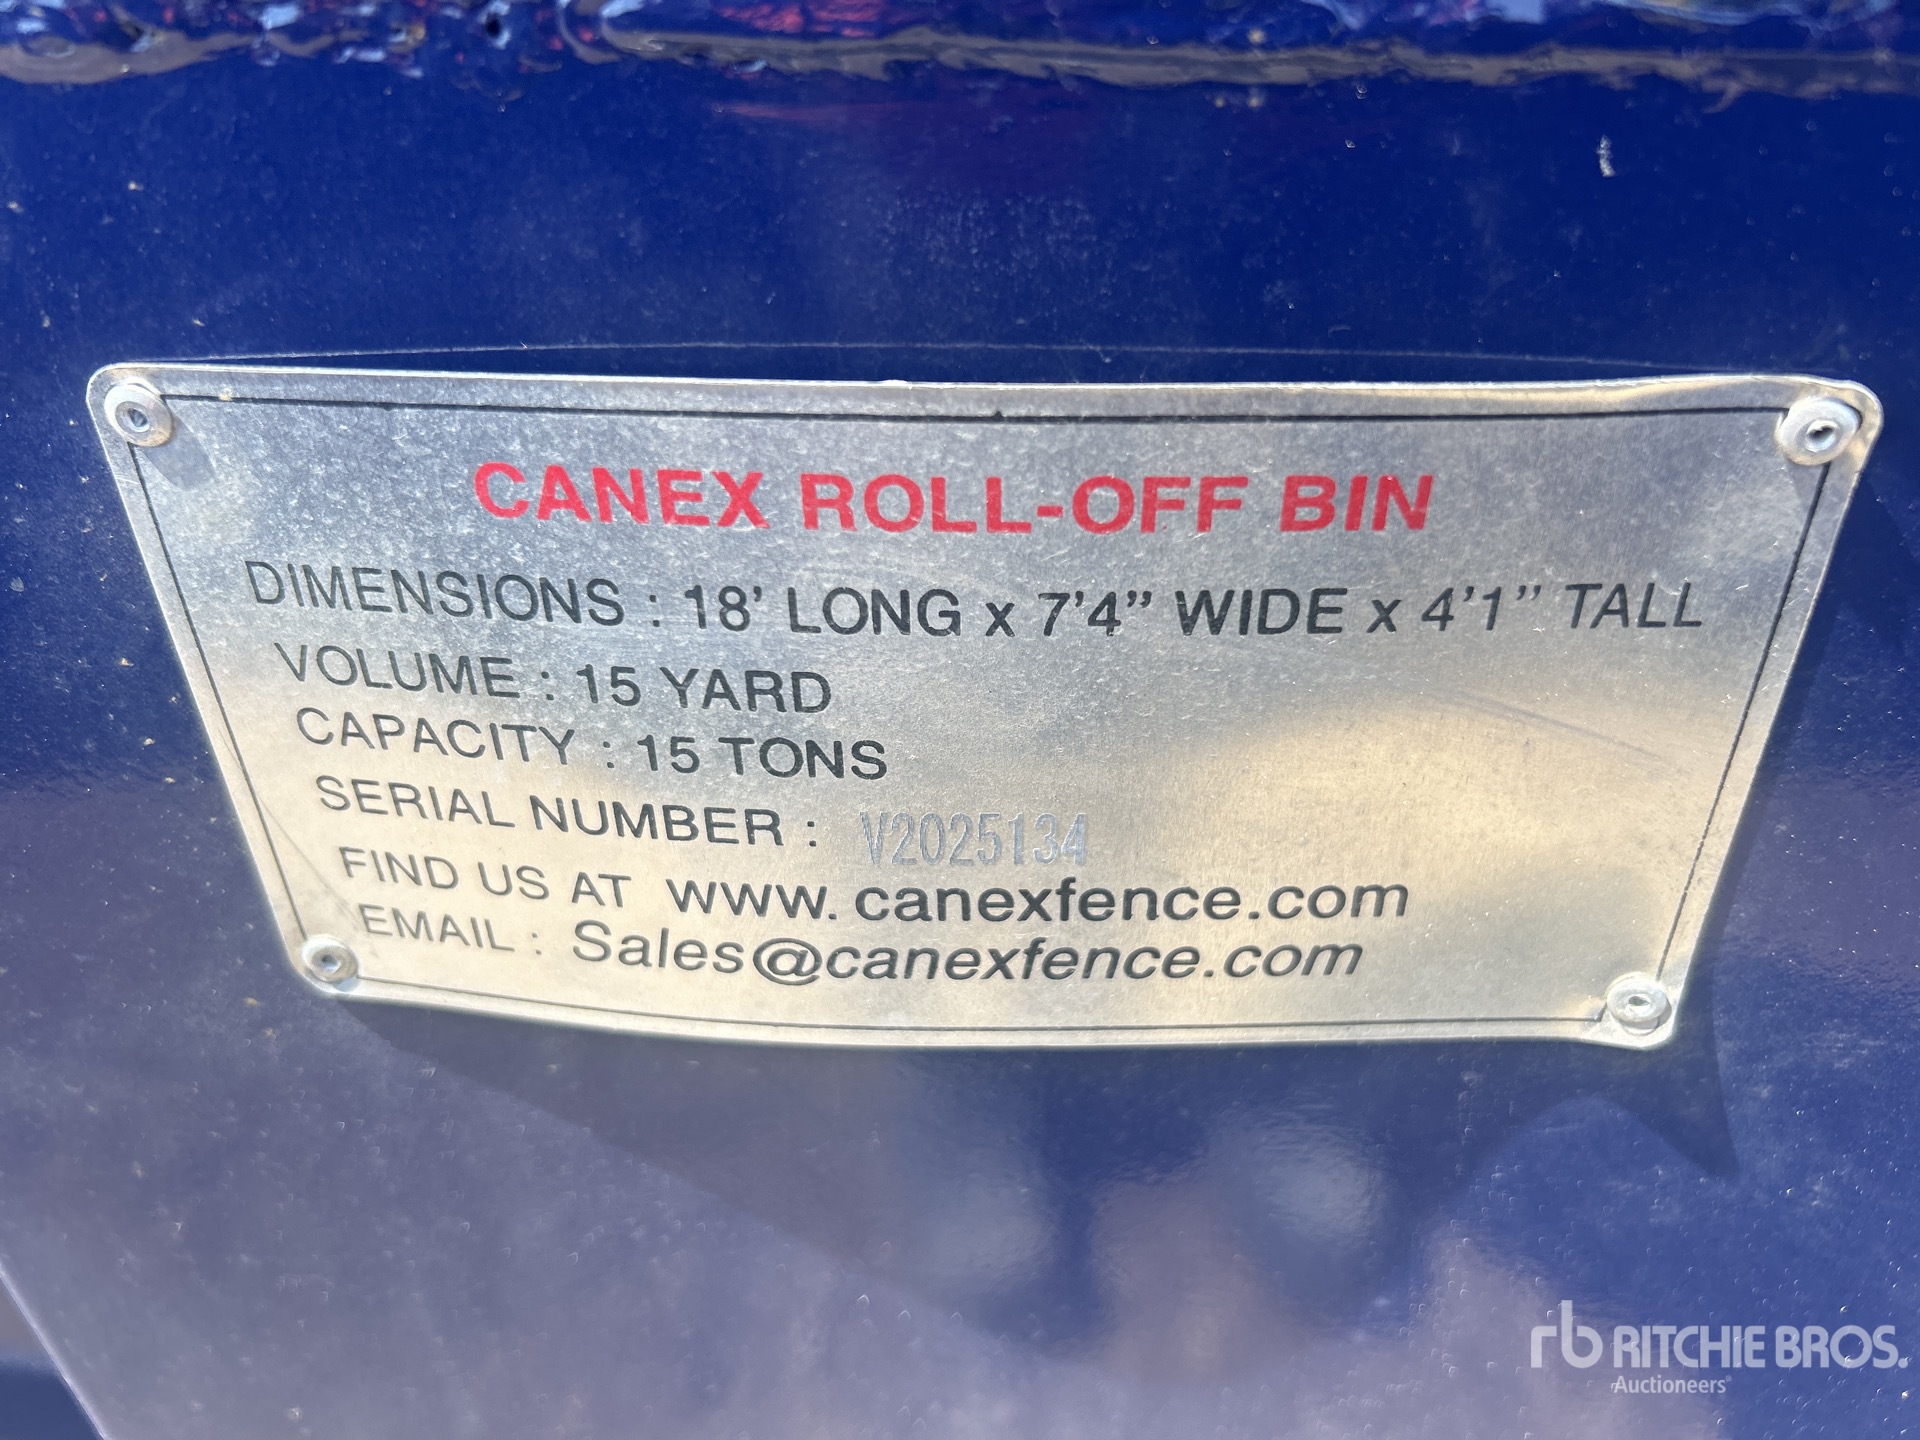 CANEX ROLL-OFF BIN
DIMENSIONS : 18' LONG x 7'4" WIDE x 4'1" TALL
VOLUME : 15 YARD
CAPACITY : 15 TONS
SERIAL NUMBER : V2025134
FIND US AT www. canexfence.com
EMAIL : Sales@canexfence.com
rb RITCHIE BROS.
Auctioneers